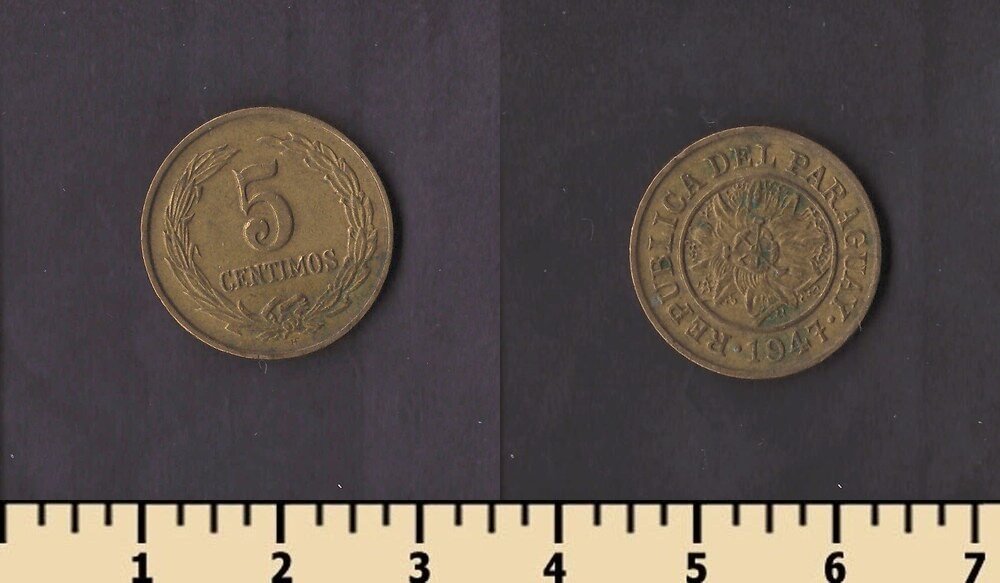 5
CENTIMOS
REPUBLICA DEL PARAGUAY
· 1947 ·
1 2 3 4 5 6 7